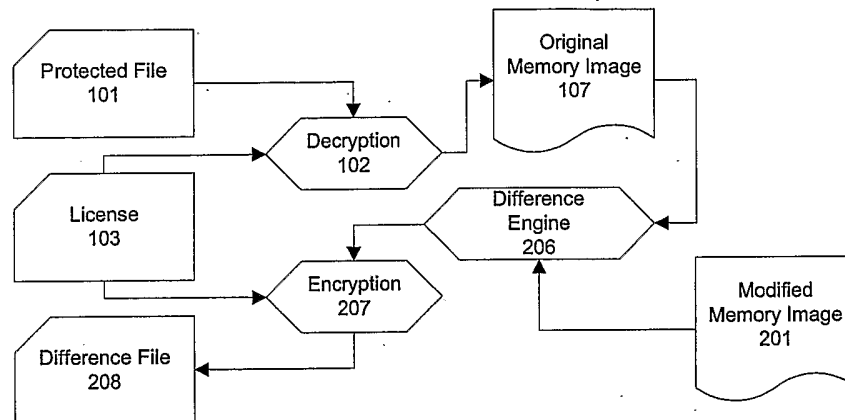 Protected File
101
Original
Memory Image
107
Decryption
102
License
103
Difference
Engine
206
Encryption
207
Modified
Memory Image
201
Difference File
208